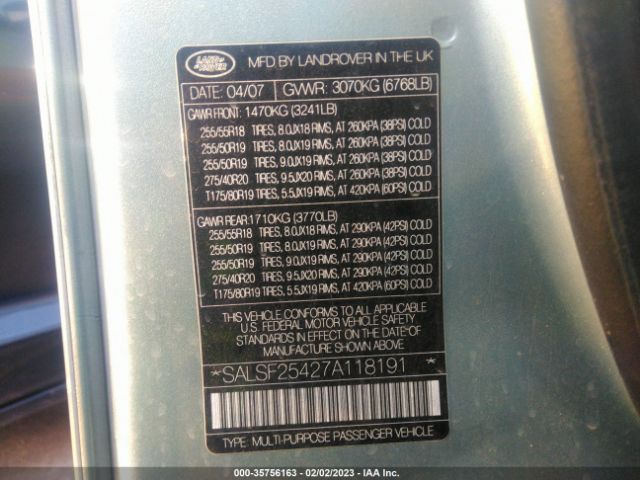 LAND ROVER
MFD BY LANDROVER IN THE UK
DATE: 04/07 GVWR: 3070KG (6768LB)
GAWR FRONT: 1470KG (3241LB)
255/55R18 TIRES, 8.0JX18 RIMS, AT 260KPA (38PSI) COLD
255/50R19 TIRES, 8.0JX19 RIMS, AT 260KPA (38PSI) COLD
255/50R19 TIRES, 9.0JX19 RIMS, AT 260KPA (38PSI) COLD
275/40R20 TIRES, 9.5JX20 RIMS, AT 260KPA (38PSI) COLD
T175/80R19 TIRES, 5.5JX19 RIMS, AT 420KPA (60PSI) COLD
GAWR REAR: 1710KG (3770LB)
255/55R18 TIRES, 8.0JX18 RIMS, AT 290KPA (42PSI) COLD
255/50R19 TIRES, 8.0JX19 RIMS, AT 290KPA (42PSI) COLD
255/50R19 TIRES, 9.0JX19 RIMS, AT 290KPA (42PSI) COLD
275/40R20 TIRES, 9.5JX20 RIMS, AT 290KPA (42PSI) COLD
T175/80R19 TIRES, 5.5JX19 RIMS, AT 420KPA (60PSI) COLD
THIS VEHICLE CONFORMS TO ALL APPLICABLE
U.S. FEDERAL MOTOR VEHICLE SAFETY
STANDARDS IN EFFECT ON THE DATE OF
MANUFACTURE SHOWN ABOVE
*SALSF25427A118191*
TYPE: MULTI-PURPOSE PASSENGER VEHICLE
000-35756163 - 02/02/2023 - IAA Inc.